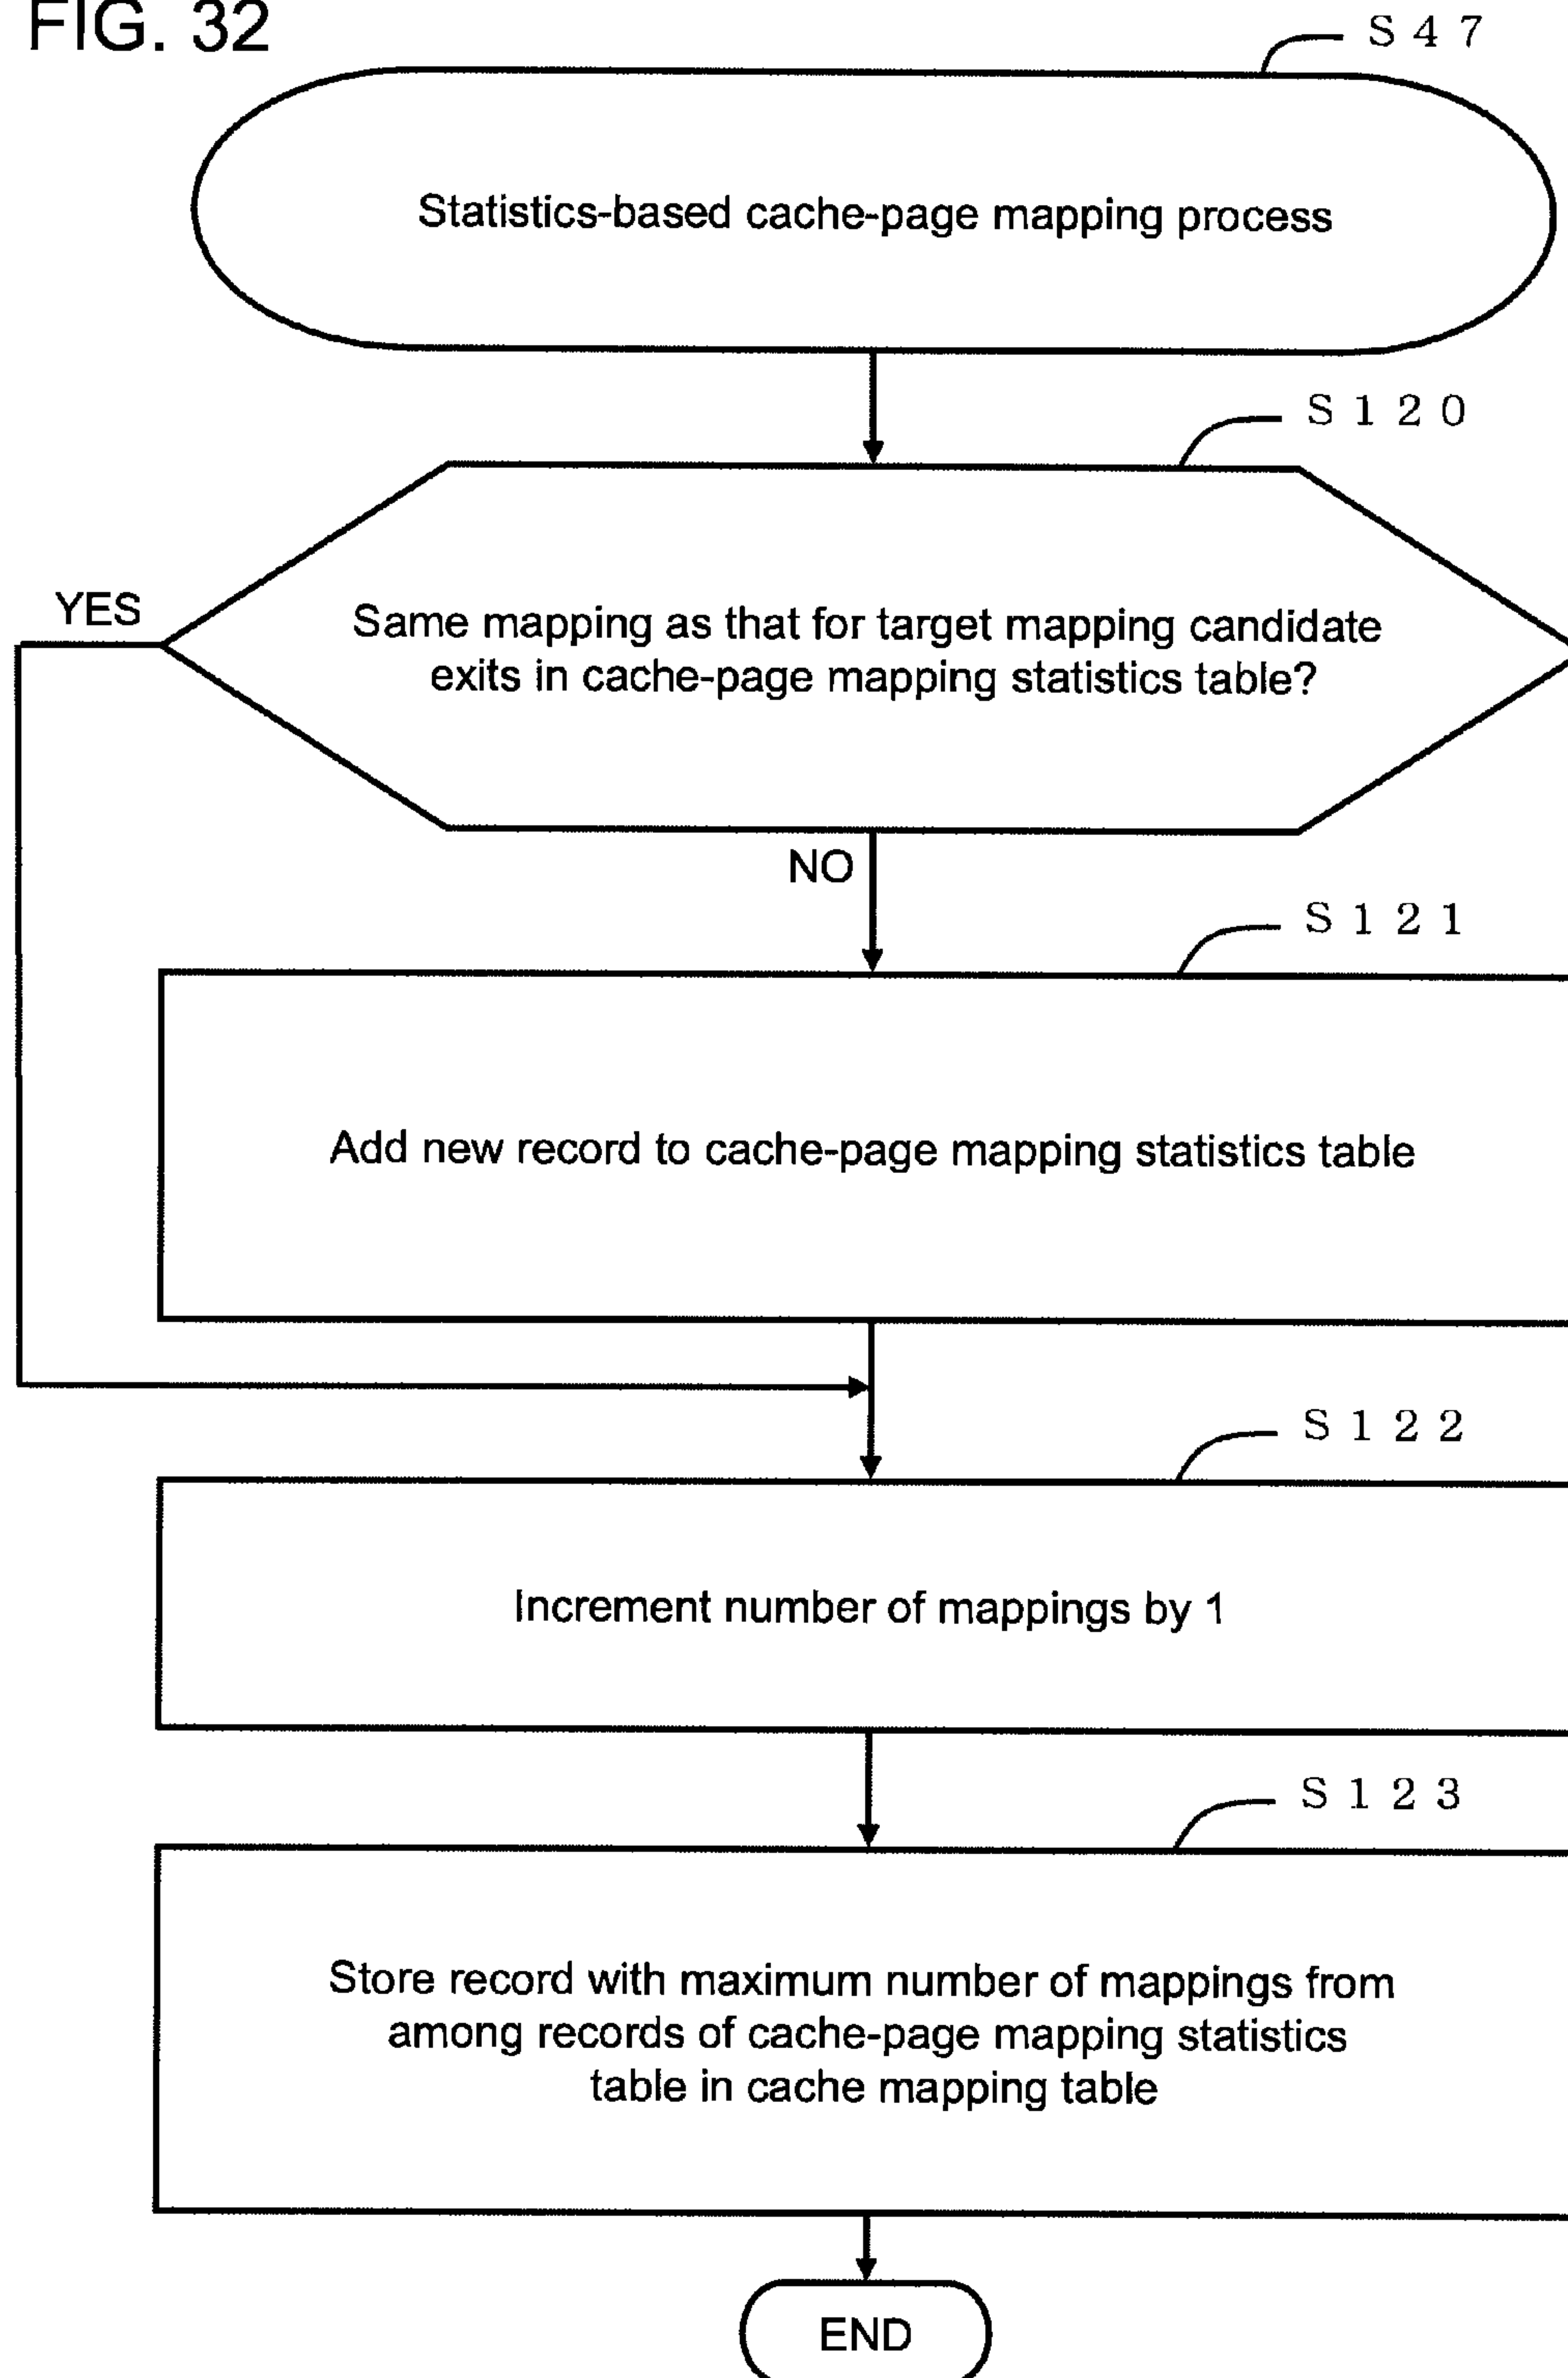 FIG. 32
S47
Statistics-based cache-page mapping process
S120
YES
Same mapping as that for target mapping candidate
exits in cache-page mapping statistics table?
NO
S121
Add new record to cache-page mapping statistics table
S122
Increment number of mappings by 1
S123
Store record with maximum number of mappings from
among records of cache-page mapping statistics
table in cache mapping table
END